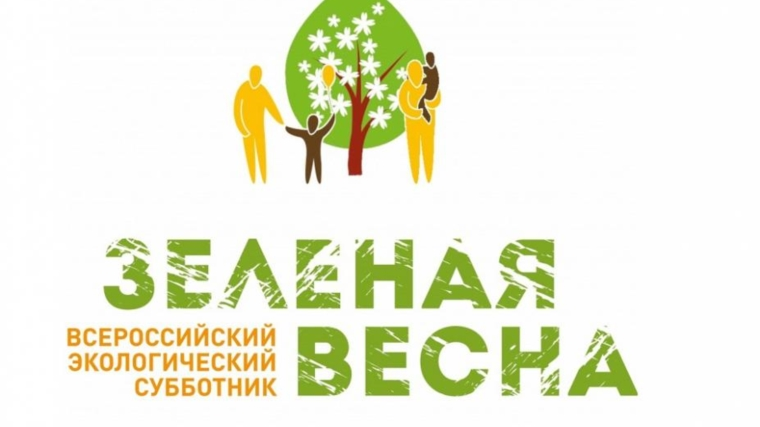 ЗЕЛЕНАЯ
ВСЕРОССИЙСКИЙ
ЭКОЛОГИЧЕСКИЙ
СУББОТНИК
ВЕСНА